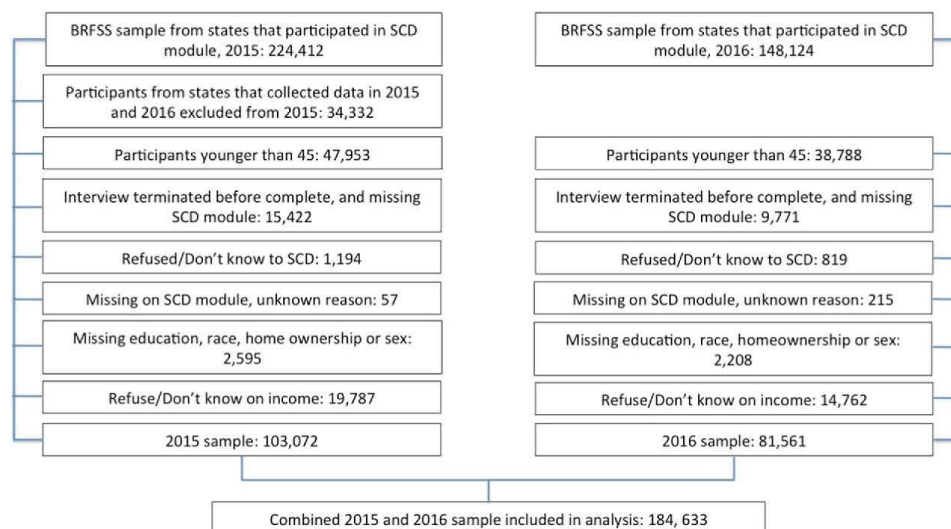 BRFSS sample from states that participated in SCD
module, 2015: 224,412
Participants from states that collected data in 2015
and 2016 excluded from 2015: 34,332
Participants younger than 45: 47,953
Interview terminated before complete, and missing
SCD module: 15,422
Refused/Don’t know to SCD: 1,194
Missing on SCD module, unknown reason: 57
Missing education, race, home ownership or sex:
2,595
Refuse/Don’t know on income: 19,787
2015 sample: 103,072
BRFSS sample from states that participated in SCD
module, 2016: 148,124
Participants younger than 45: 38,788
Interview terminated before complete, and missing
SCD module: 9,771
Refused/Don’t know to SCD: 819
Missing on SCD module, unknown reason: 215
Missing education, race, homeownership or sex:
2,208
Refuse/Don’t know on income: 14,762
2016 sample: 81,561
Combined 2015 and 2016 sample included in analysis: 184, 633